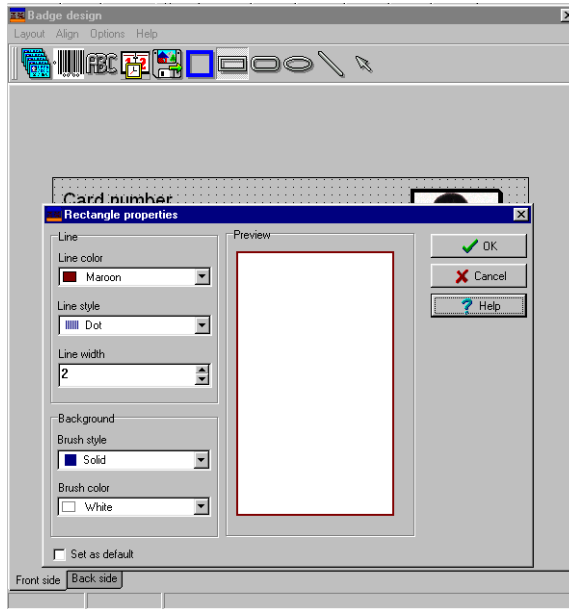 Badge design
Layout Align Options Help
ABC
Card number
Rectangle properties
Line
Line color
Maroon
Line style
Dot
Line width
2
Background
Brush style
Solid
Brush color
White
Set as default
Preview
OK
Cancel
? Help
Front side Back side